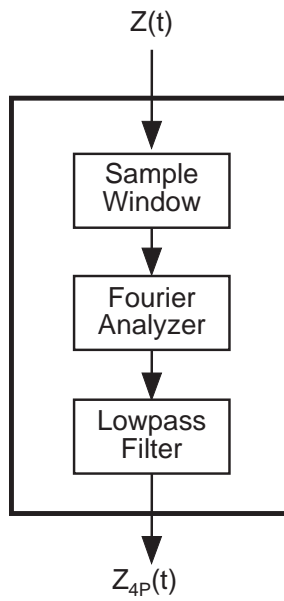 Z(t)
Sample
Window
Fourier
Analyzer
Lowpass
Filter
Z4P(t)